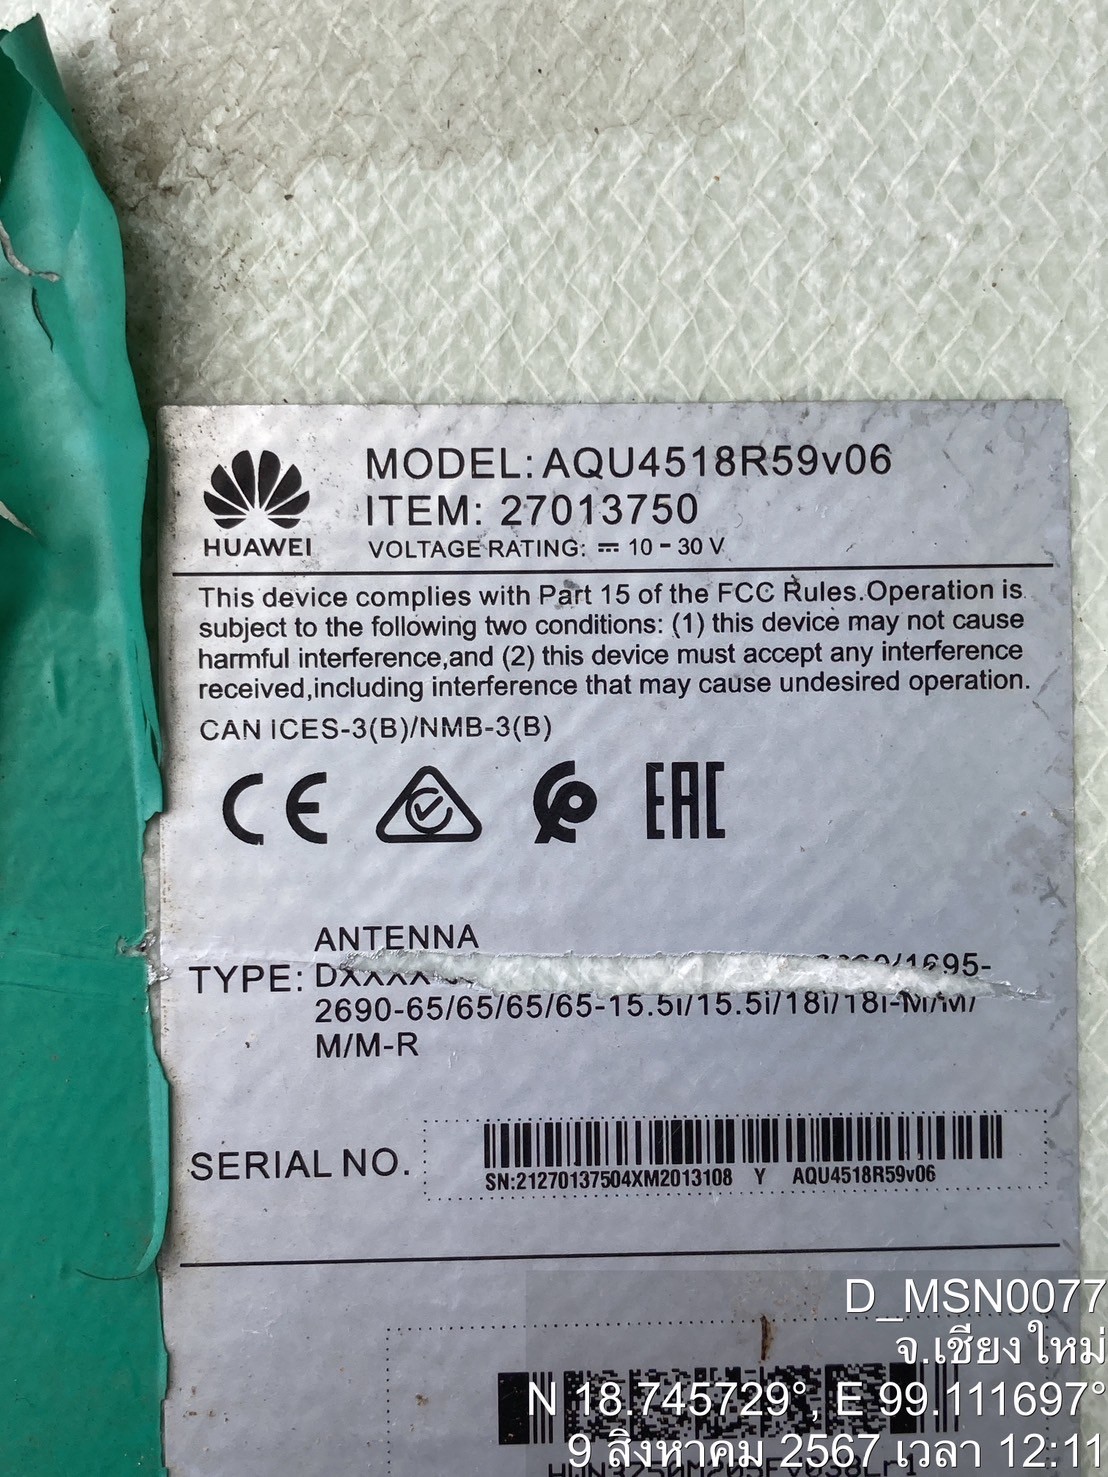 MODEL: AQU4518R59v06
ITEM: 27013750
HUAWEI
VOLTAGE RATING: ⎓ 10 - 30 V
This device complies with Part 15 of the FCC Rules.Operation is
subject to the following two conditions: (1) this device may not cause
harmful interference,and (2) this device must accept any interference
received,including interference that may cause undesired operation.
CAN ICES-3(B)/NMB-3(B)
CE
EAC
ANTENNA
TYPE: DXXXX
/1695-
2690-65/65/65/65-15.5i/15.5i/18i/18i-M/M/
M/M-R
SERIAL NO.
SN:21270137504XM2013108 Y AQU4518R59v06
D_MSN0077
จ.เชียงใหม่
N 18.745729°, E 99.111697°
9 สิงหาคม 2567 เวลา 12:11